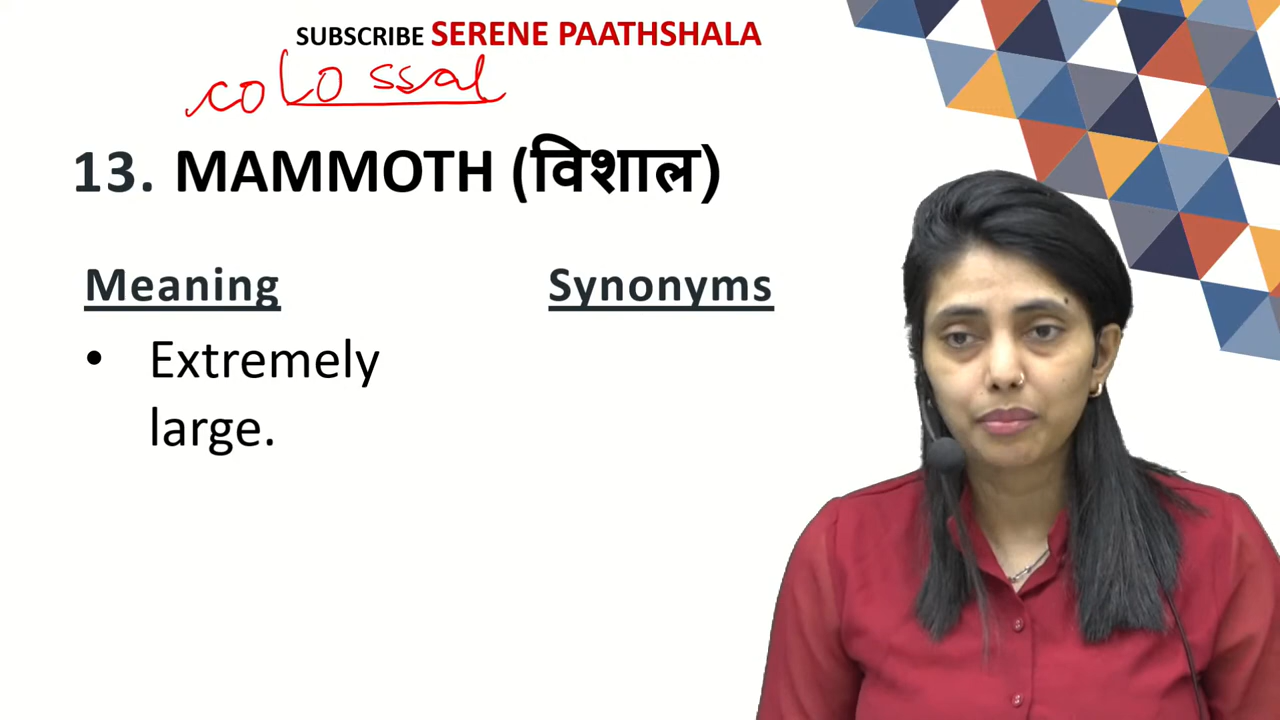 SUBSCRIBE SERENE PAATHSHALA
colossal
13. MAMMOTH (विशाल)
Meaning
Synonyms
• Extremely
large.